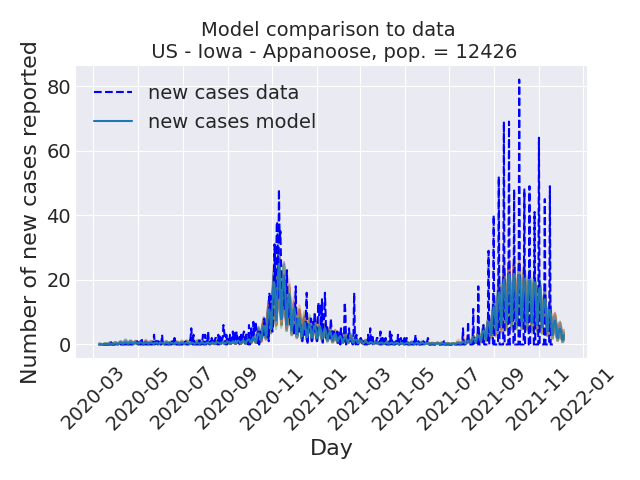 Model comparison to data
US - Iowa - Appanoose, pop. = 12426
Number of new cases reported
80
60
40
20
0
new cases data
new cases model
2020-03
2020-05
2020-07
2020-09
2020-11
2021-01
2021-03
2021-05
2021-07
2021-09
2021-11
2022-01
Day